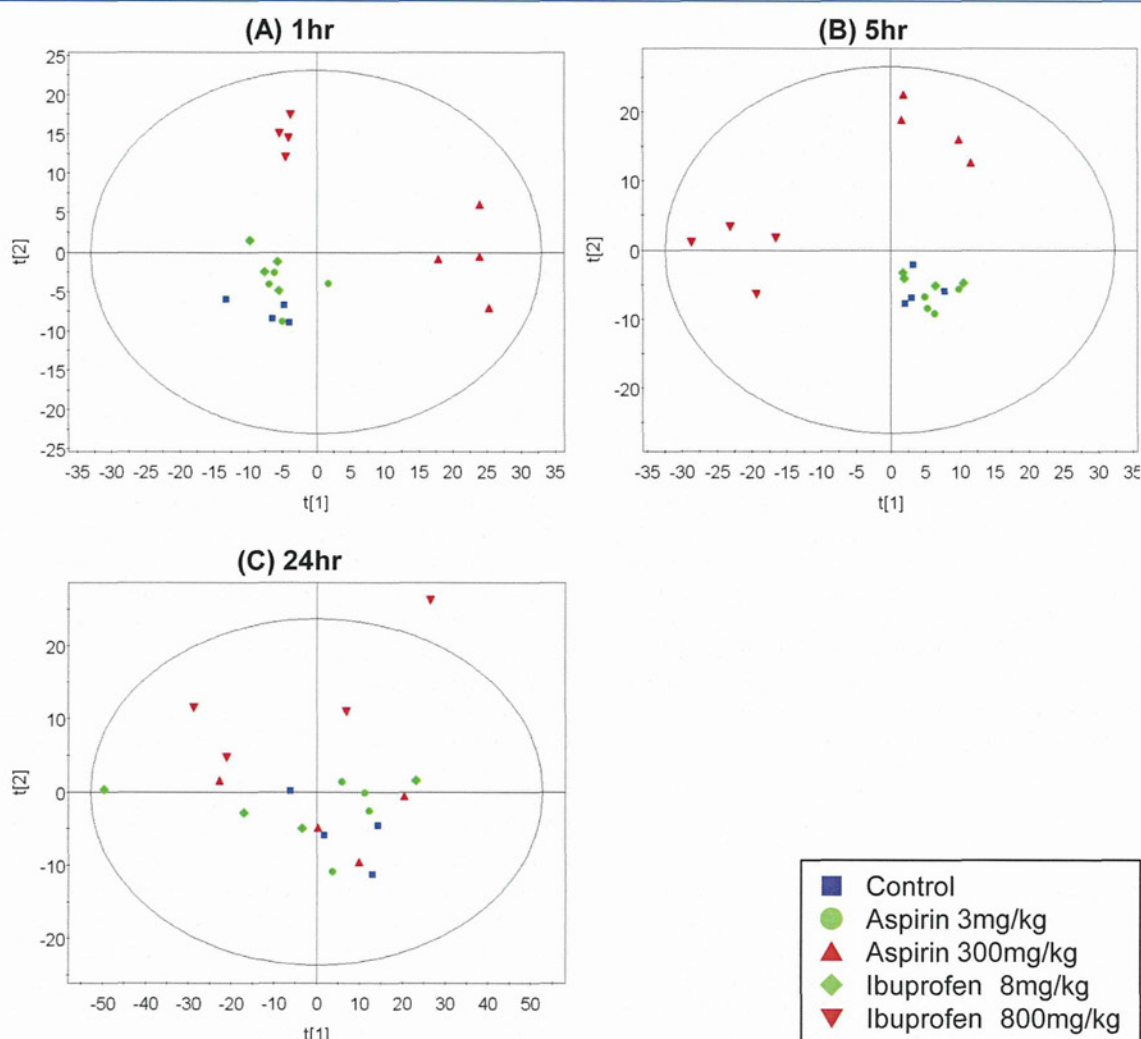 (A) 1hr
25
20
15
10
5
0
-5
-10
-15
-20
-25
t[2]
-35 -30 -25 -20 -15 -10 -5 0 5 10 15 20 25 30 35
t[1]
(B) 5hr
20
10
0
-10
-20
t[2]
-35 -30 -25 -20 -15 -10 -5 0 5 10 15 20 25 30 35
t[1]
(C) 24hr
20
10
0
-10
-20
t[2]
-50 -40 -30 -20 -10 0 10 20 30 40 50
t[1]
Control
Aspirin 3mg/kg
Aspirin 300mg/kg
Ibuprofen 8mg/kg
Ibuprofen 800mg/kg